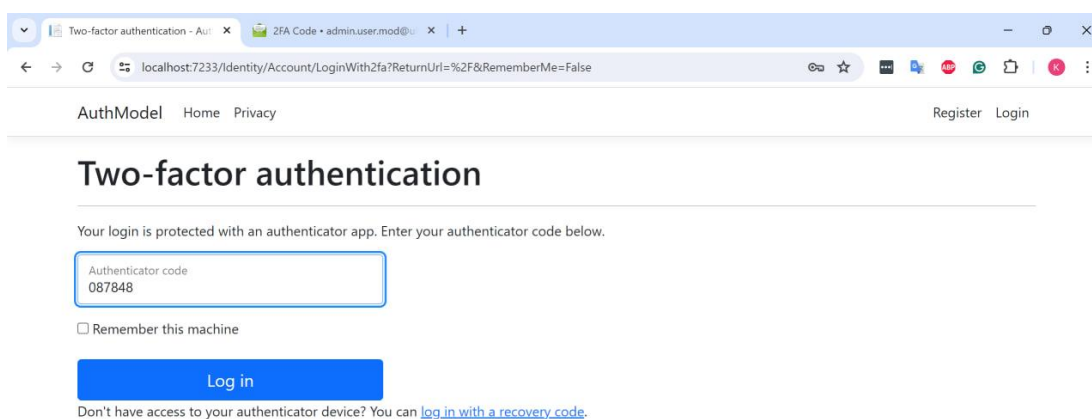 Two-factor authentication - Aut
2FA Code • admin.user.mod@u
localhost:7233/Identity/Account/LoginWith2fa?ReturnUrl=%2F&RememberMe=False
ABP
G
K
AuthModel Home Privacy Register Login
Two-factor authentication
Your login is protected with an authenticator app. Enter your authenticator code below.
Authenticator code
087848
Remember this machine
Log in
Don't have access to your authenticator device? You can log in with a recovery code.